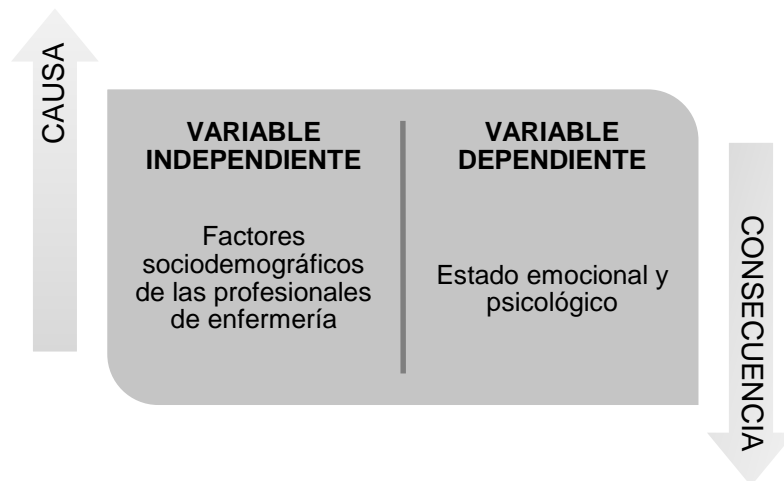 CAUSA
VARIABLE
INDEPENDIENTE
Factores
sociodemográficos
de las profesionales
de enfermería
VARIABLE
DEPENDIENTE
Estado emocional y
psicológico
CONSECUENCIA